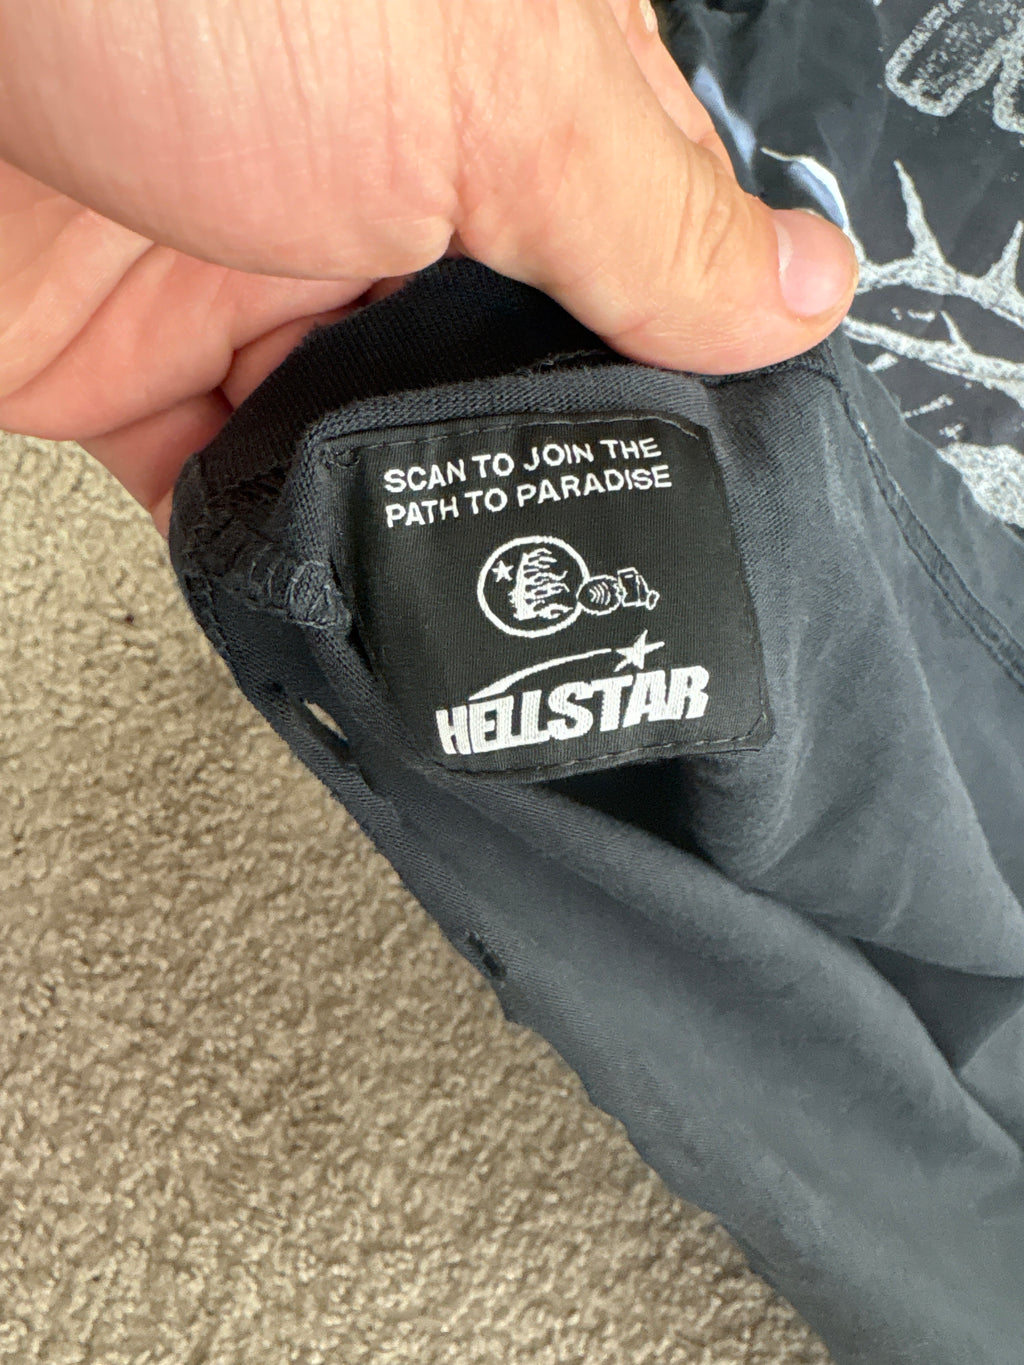 SCAN TO JOIN THE
PATH TO PARADISE
HELLSTAR